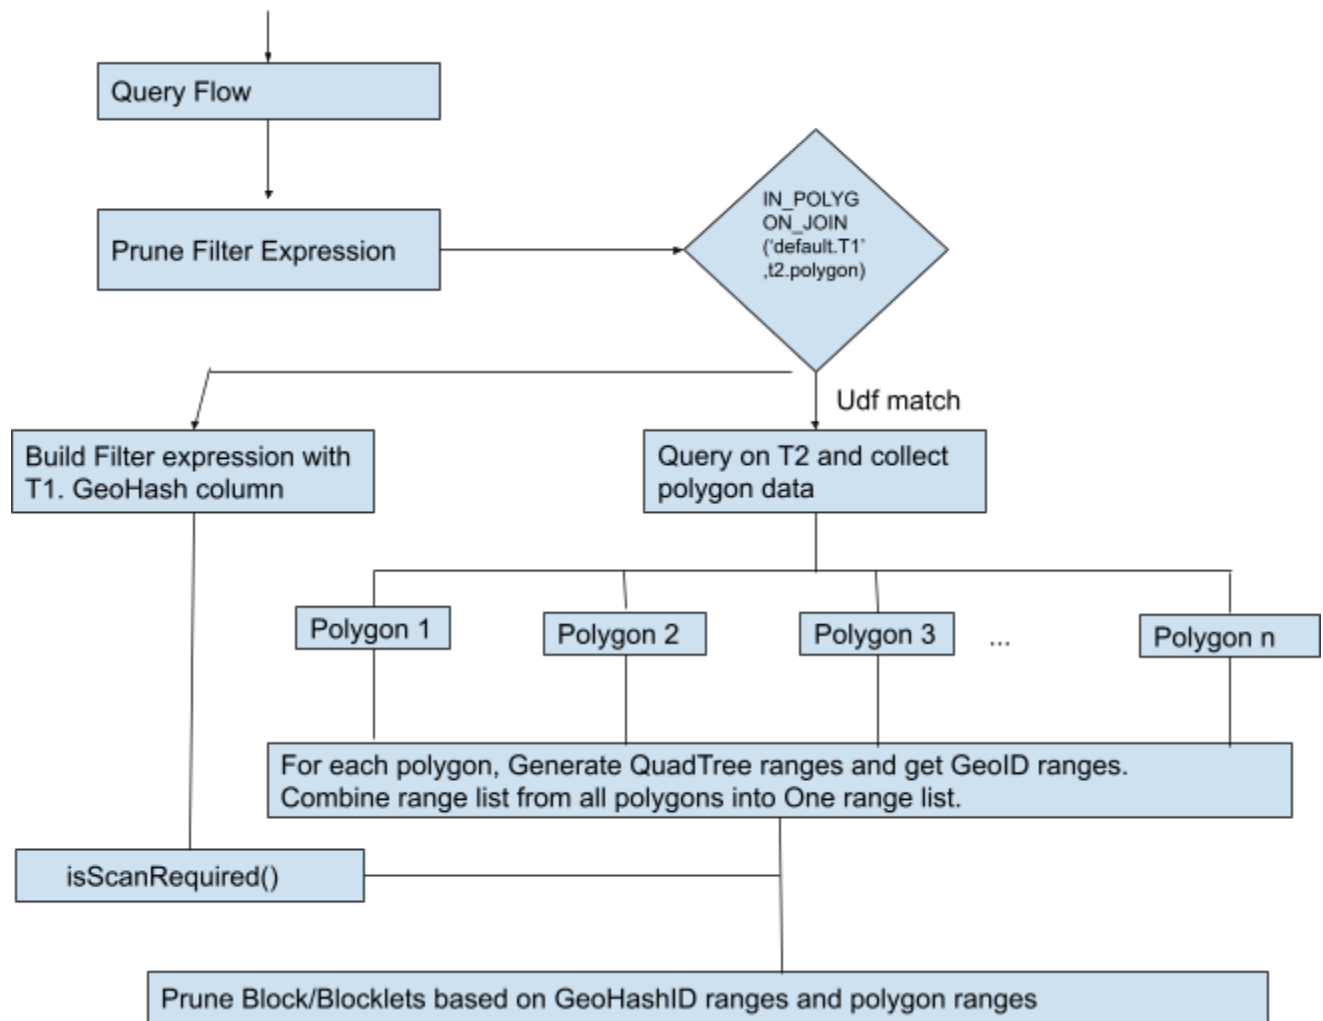 Query Flow
Prune Filter Expression
IN_POLYG
ON_JOIN
(‘default.T1’
,t2.polygon)
Udf match
Build Filter expression with
T1. GeoHash column
Query on T2 and collect
polygon data
Polygon 1
Polygon 2
Polygon 3
...
Polygon n
For each polygon, Generate QuadTree ranges and get GeoID ranges.
Combine range list from all polygons into One range list.
isScanRequired()
Prune Block/Blocklets based on GeoHashID ranges and polygon ranges